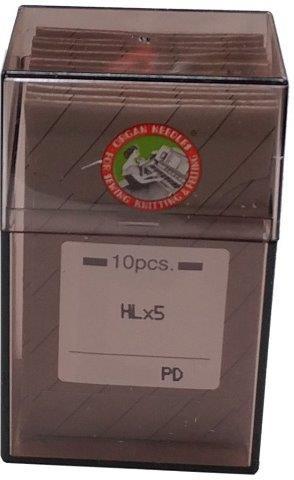 ORGAN NEEDLES
FOR SEWING KNITTING & FELTING
10pcs.
HLx5
PD